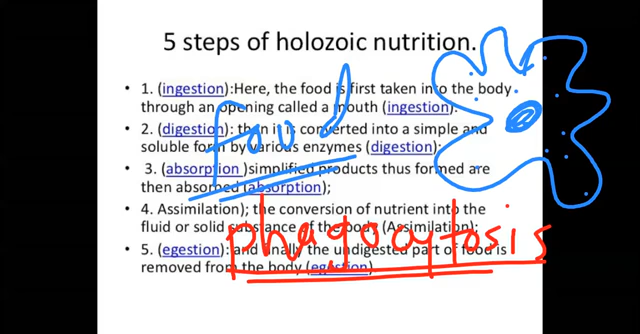 5 steps of holozoic nutrition.
• 1. (ingestion):Here, the food is first taken into the body
through an opening called a mouth (ingestion).
• 2. (digestion): then it is converted into a simple and
soluble form by various enzymes (digestion);
• 3. (absorption )simplified products thus formed are
then absorbed (absorption);
• 4. Assimilation); the conversion of nutrient into the
fluid or solid substance of the body (Assimilation);
• 5. (egestion): and finally the undigested part of food is
removed from the body (egestion)
food
phagocytosis